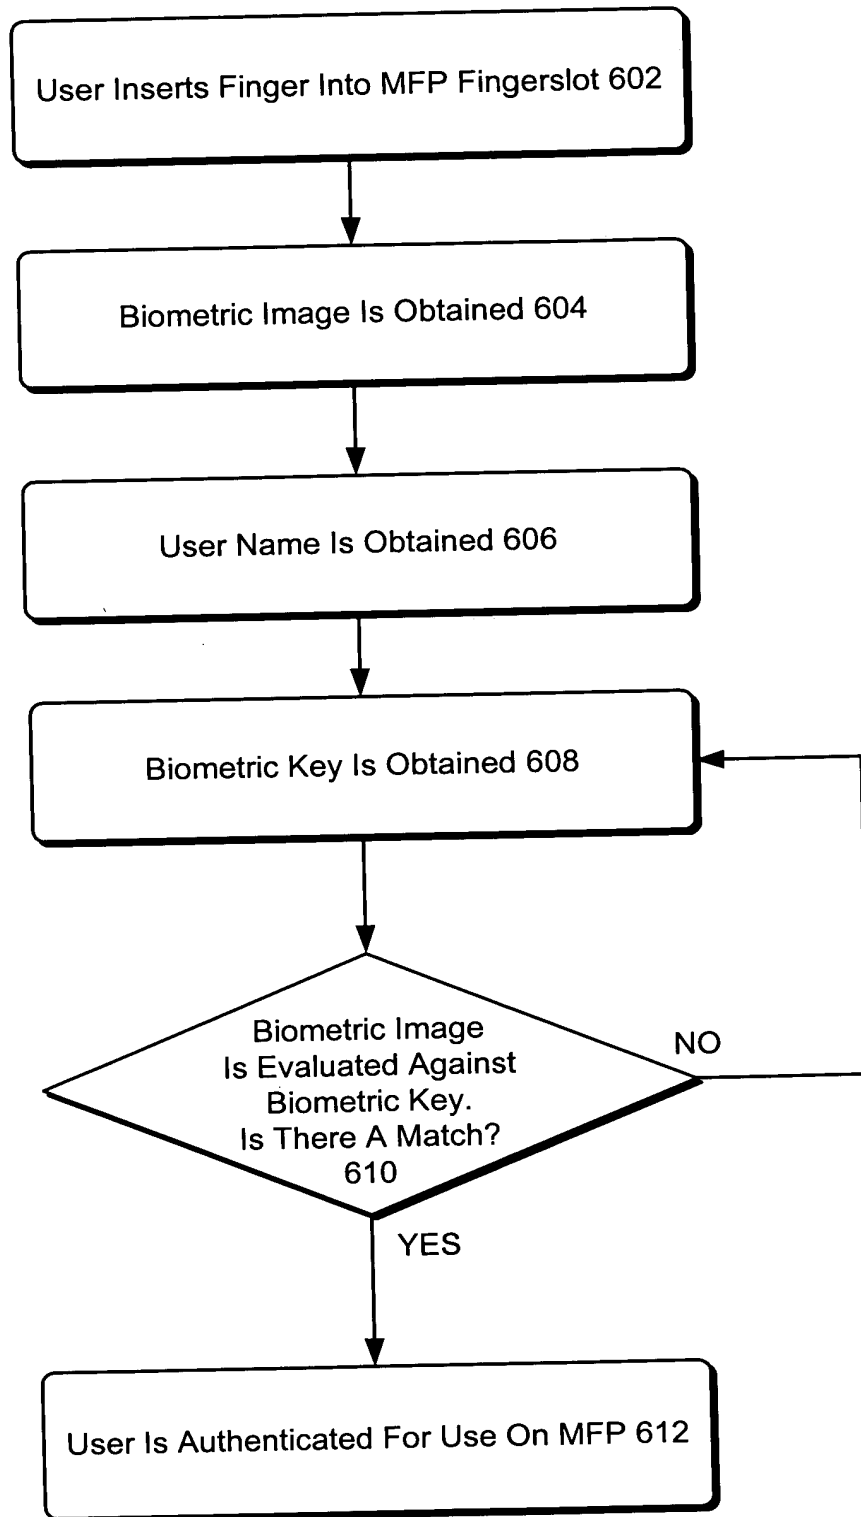 User Inserts Finger Into MFP Fingerslot 602
Biometric Image Is Obtained 604
User Name Is Obtained 606
Biometric Key Is Obtained 608
Biometric Image
Is Evaluated Against
Biometric Key.
Is There A Match?
610
NO
YES
User Is Authenticated For Use On MFP 612